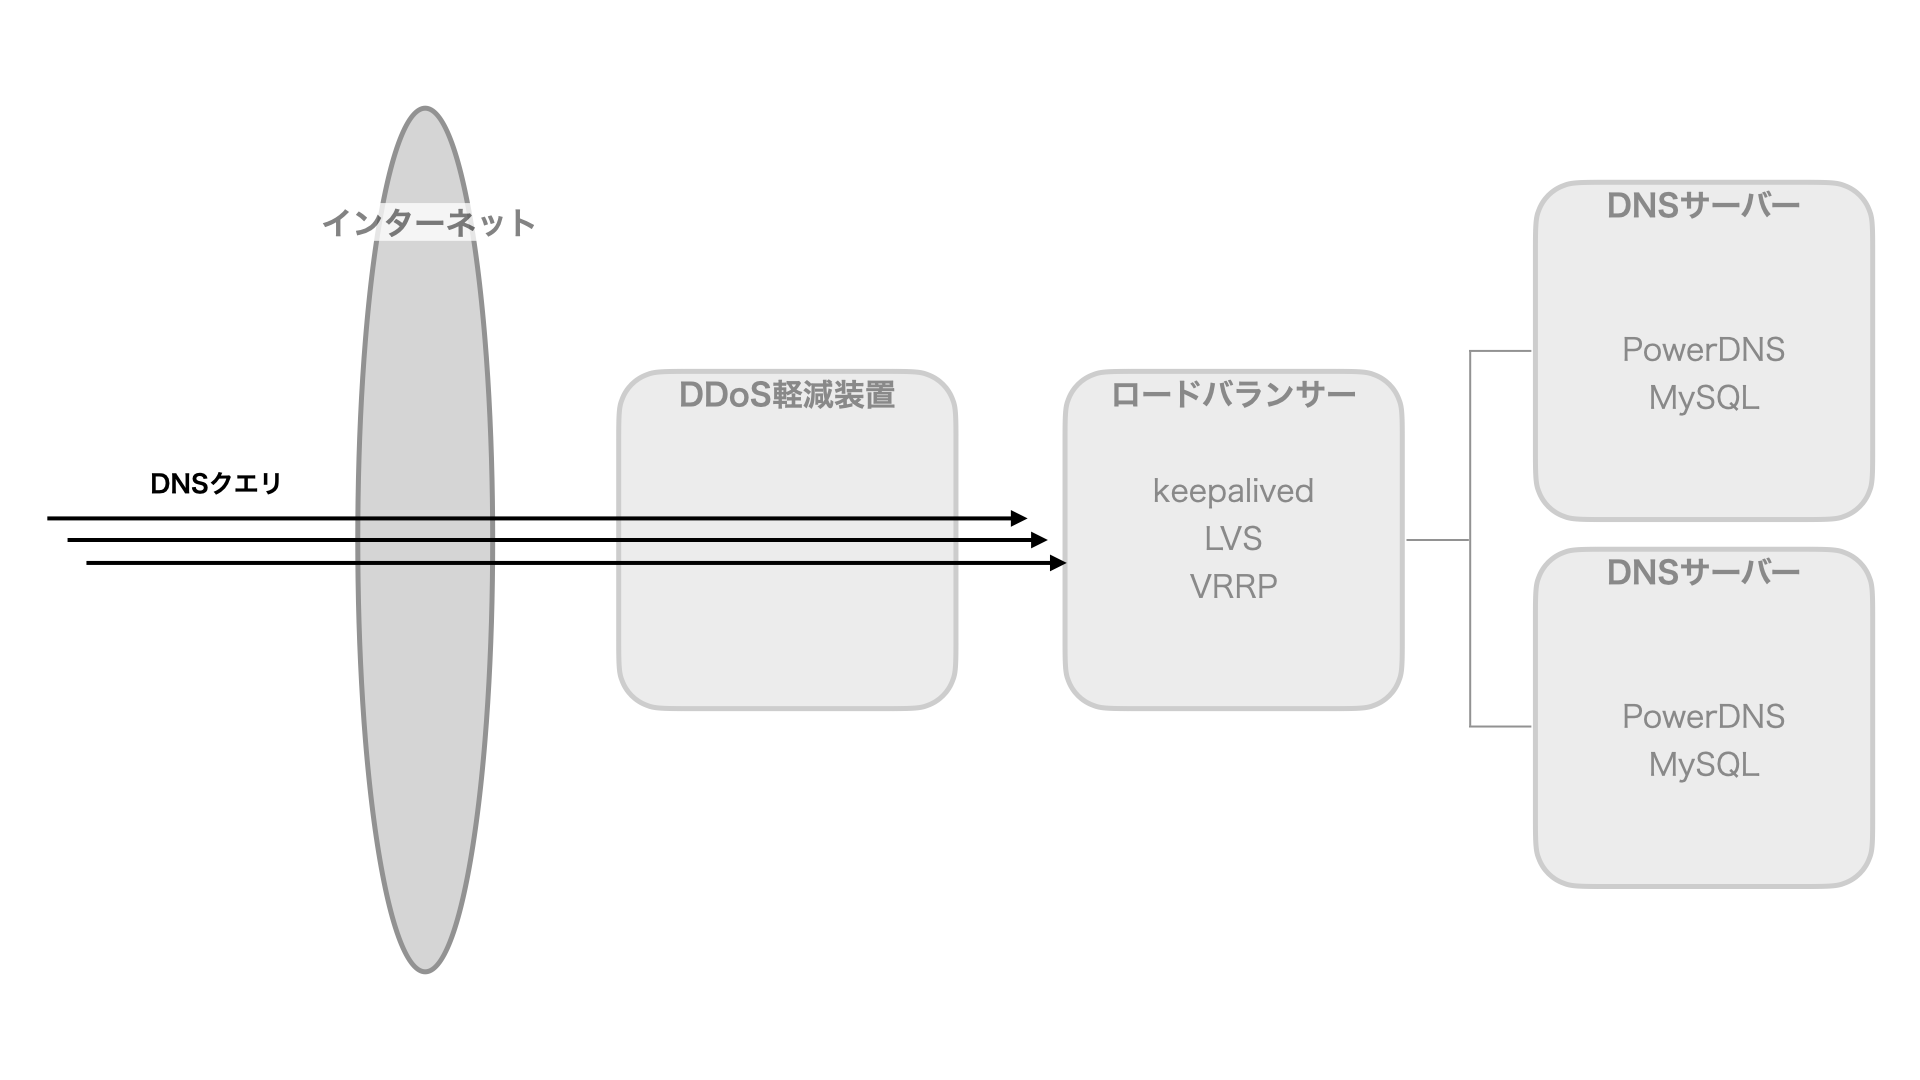 インターネット
DNSクエリ
DDoS軽減装置
ロードバランサー
keepalived
LVS
VRRP
DNSサーバー
PowerDNS
MySQL
DNSサーバー
PowerDNS
MySQL